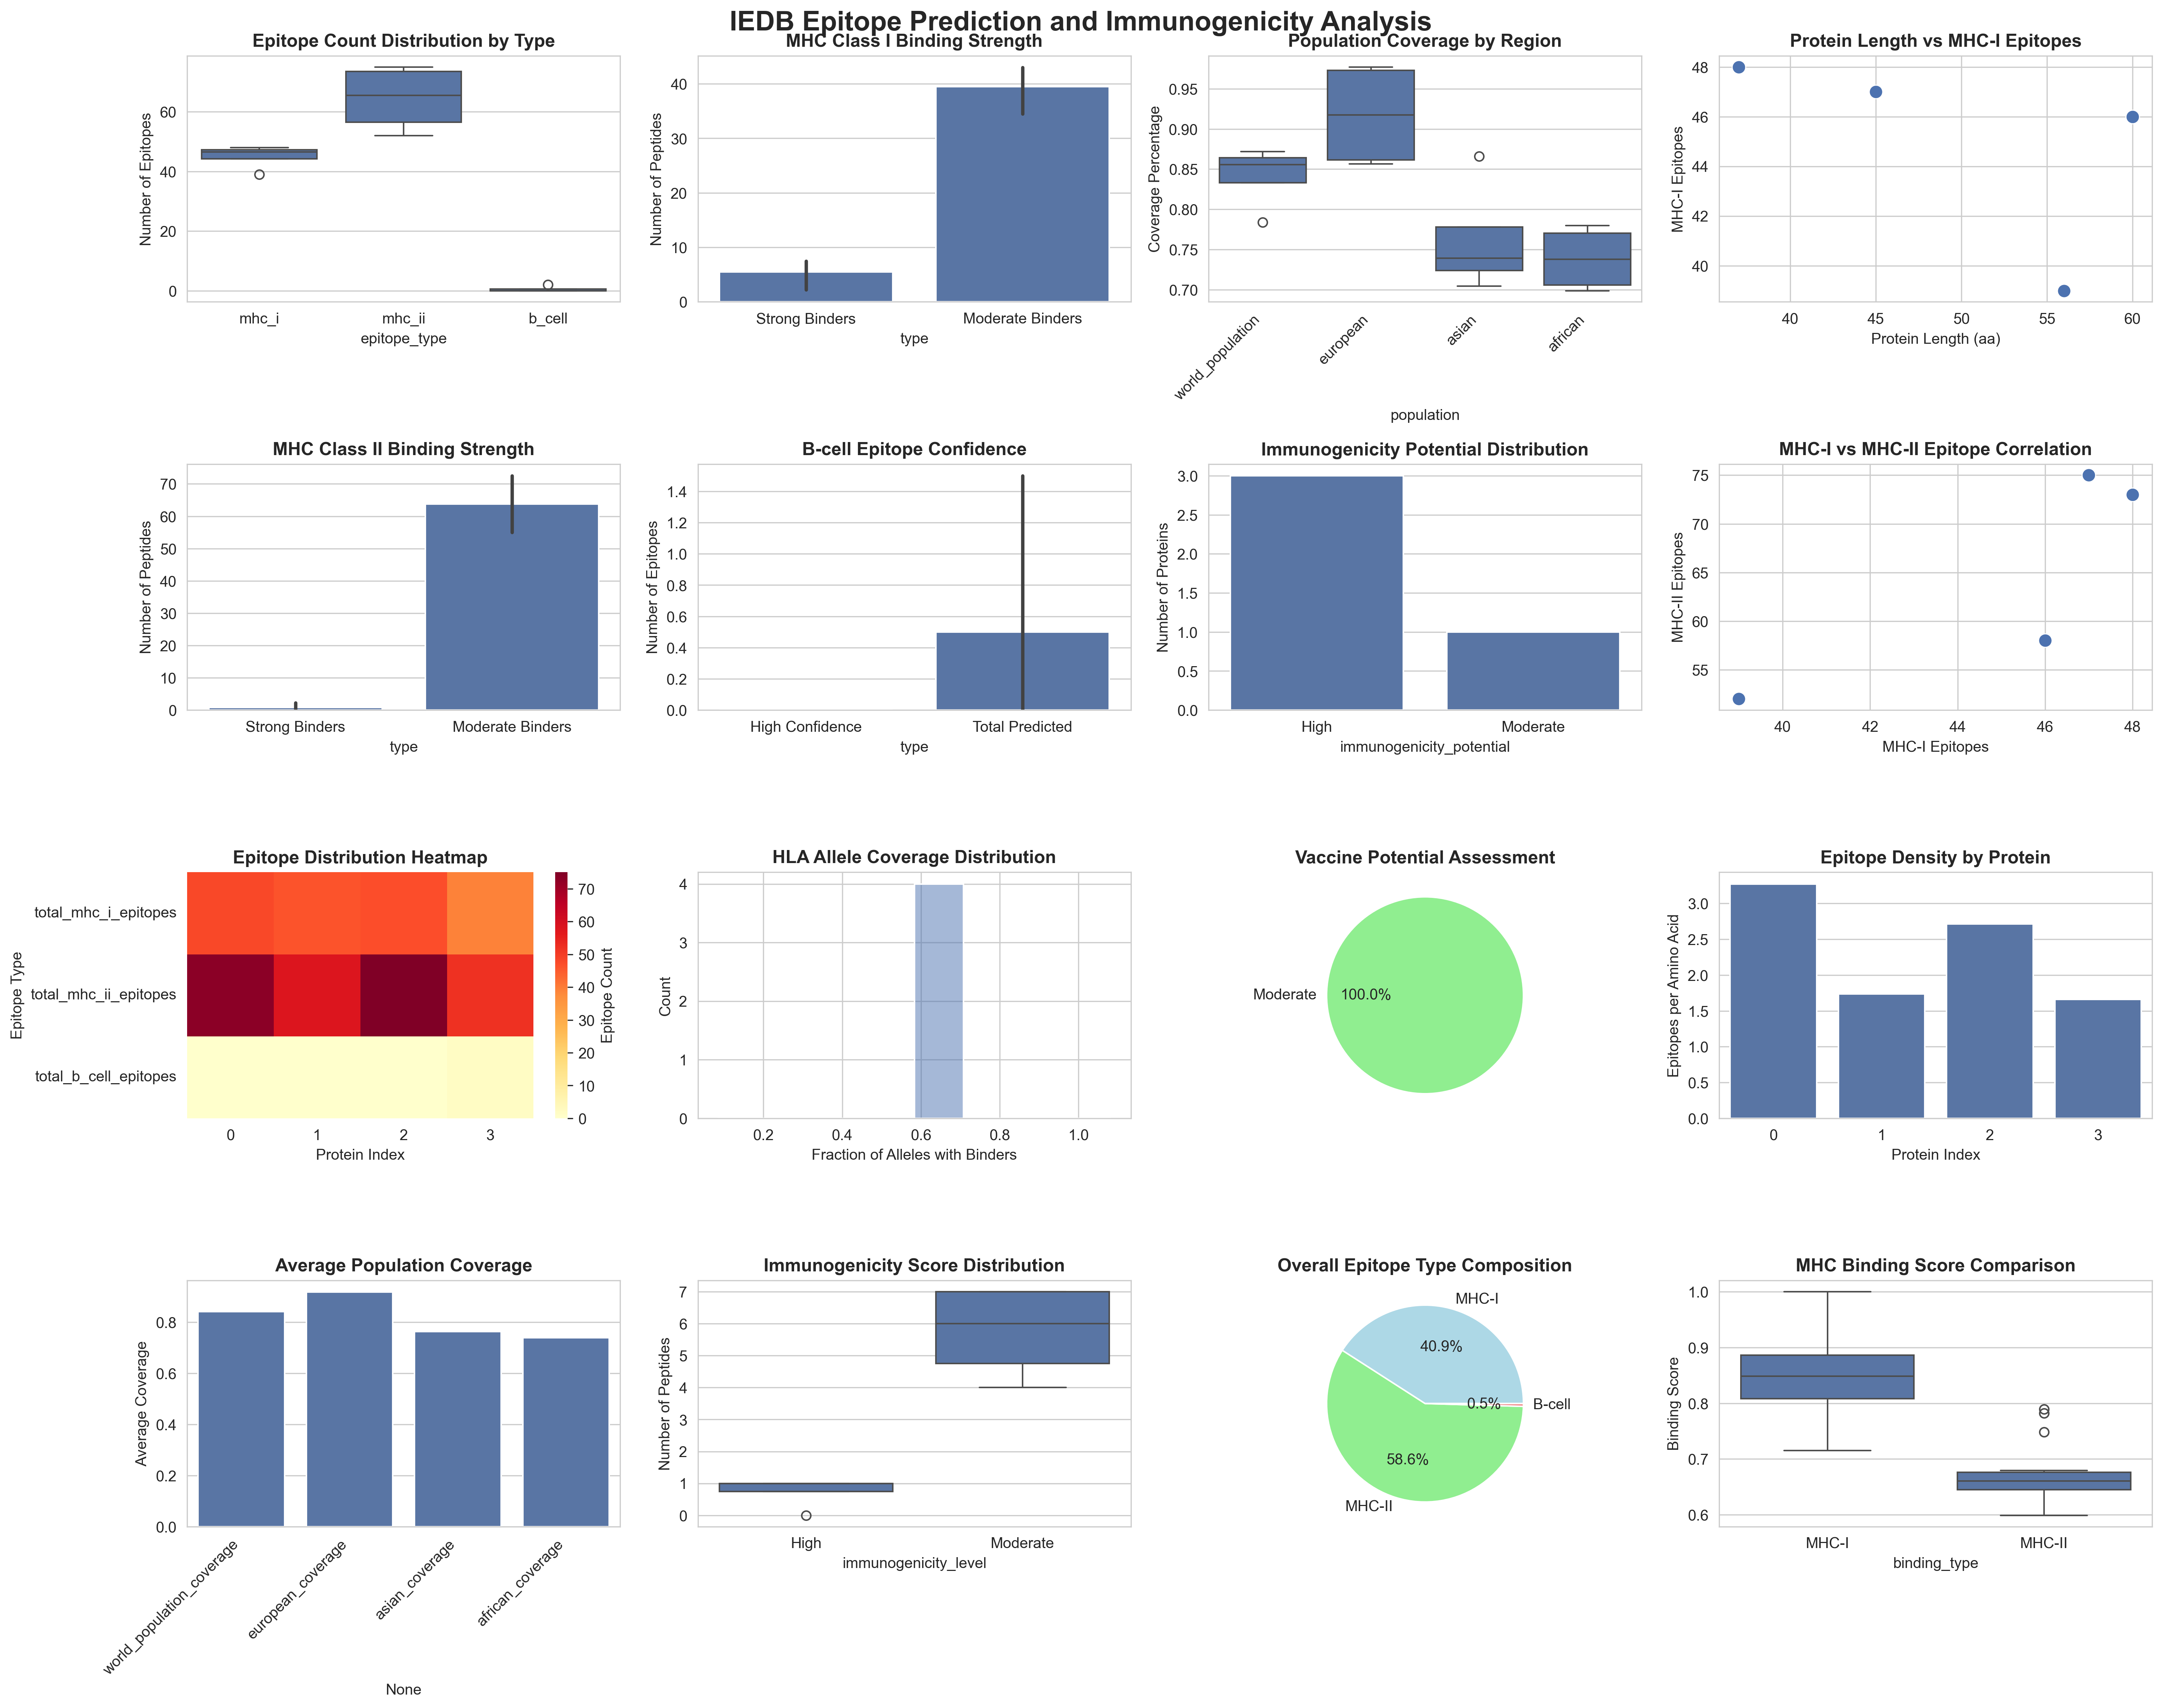 IEDB Epitope Prediction and Immunogenicity Analysis
Epitope Count Distribution by Type
Number of Epitopes
60
40
20
0
mhc_i
mhc_ii
b_cell
epitope_type
MHC Class I Binding Strength
Number of Peptides
40
30
20
10
0
Strong Binders
Moderate Binders
type
Population Coverage by Region
Coverage Percentage
0.95
0.90
0.85
0.80
0.75
0.70
world_population
european
asian
african
population
Protein Length vs MHC-I Epitopes
MHC-I Epitopes
48
46
44
42
40
40
45
50
55
60
Protein Length (aa)
MHC Class II Binding Strength
Number of Peptides
70
60
50
40
30
20
10
0
Strong Binders
Moderate Binders
type
B-cell Epitope Confidence
Number of Epitopes
1.4
1.2
1.0
0.8
0.6
0.4
0.2
0.0
High Confidence
Total Predicted
type
Immunogenicity Potential Distribution
Number of Proteins
3.0
2.5
2.0
1.5
1.0
0.5
0.0
High
Moderate
immunogenicity_potential
MHC-I vs MHC-II Epitope Correlation
MHC-II Epitopes
75
70
65
60
55
40
42
44
46
48
MHC-I Epitopes
Epitope Distribution Heatmap
Epitope Type
total_mhc_i_epitopes
total_mhc_ii_epitopes
total_b_cell_epitopes
0
1
2
3
Protein Index
70
60
50
40
30
20
10
0
Epitope Count
HLA Allele Coverage Distribution
Count
4
3
2
1
0
0.2
0.4
0.6
0.8
1.0
Fraction of Alleles with Binders
Vaccine Potential Assessment
Moderate
100.0%
Epitope Density by Protein
Epitopes per Amino Acid
3.0
2.5
2.0
1.5
1.0
0.5
0.0
0
1
2
3
Protein Index
Average Population Coverage
Average Coverage
0.8
0.6
0.4
0.2
0.0
world_population_coverage
european_coverage
asian_coverage
african_coverage
None
Immunogenicity Score Distribution
Number of Peptides
7
6
5
4
3
2
1
0
High
Moderate
immunogenicity_level
Overall Epitope Type Composition
MHC-I
40.9%
0.5%
B-cell
58.6%
MHC-II
MHC Binding Score Comparison
Binding Score
1.0
0.9
0.8
0.7
0.6
MHC-I
MHC-II
binding_type